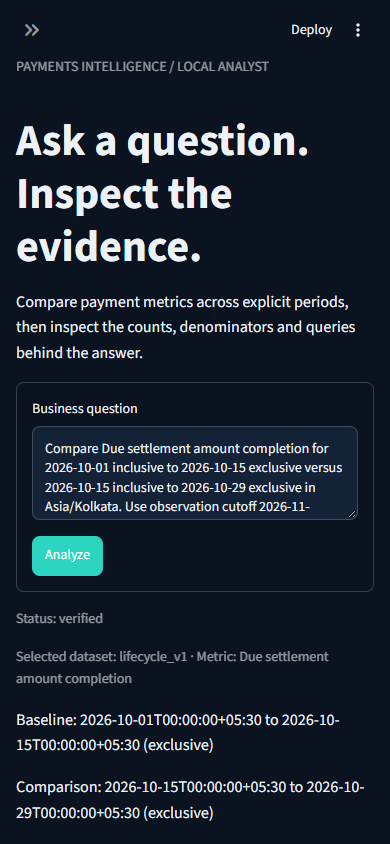 Deploy
PAYMENTS INTELLIGENCE / LOCAL ANALYST
Ask a question.
Inspect the
evidence.
Compare payment metrics across explicit periods,
then inspect the counts, denominators and queries
behind the answer.
Business question
Compare Due settlement amount completion for
2026-10-01 inclusive to 2026-10-15 exclusive versus
2026-10-15 inclusive to 2026-10-29 exclusive in
Asia/Kolkata. Use observation cutoff 2026-11-
Analyze
Status: verified
Selected dataset: lifecycle_v1 · Metric: Due settlement
amount completion
Baseline: 2026-10-01T00:00:00+05:30 to 2026-10-
15T00:00:00+05:30 (exclusive)
Comparison: 2026-10-15T00:00:00+05:30 to 2026-10-
29T00:00:00+05:30 (exclusive)